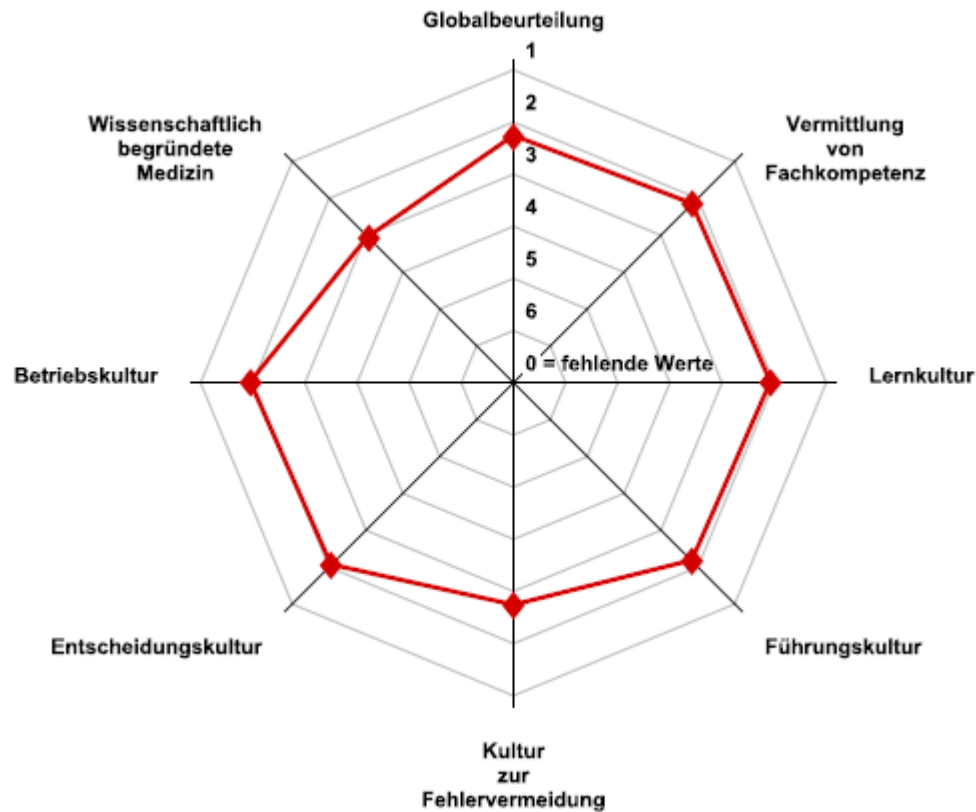 Globalbeurteilung
1
2
3
4
5
6
0 = fehlende Werte
Vermittlung
von
Fachkompetenz
Lernkultur
Führungskultur
Kultur
zur
Fehlervermeidung
Entscheidungskultur
Betriebskultur
Wissenschaftlich
begründete
Medizin